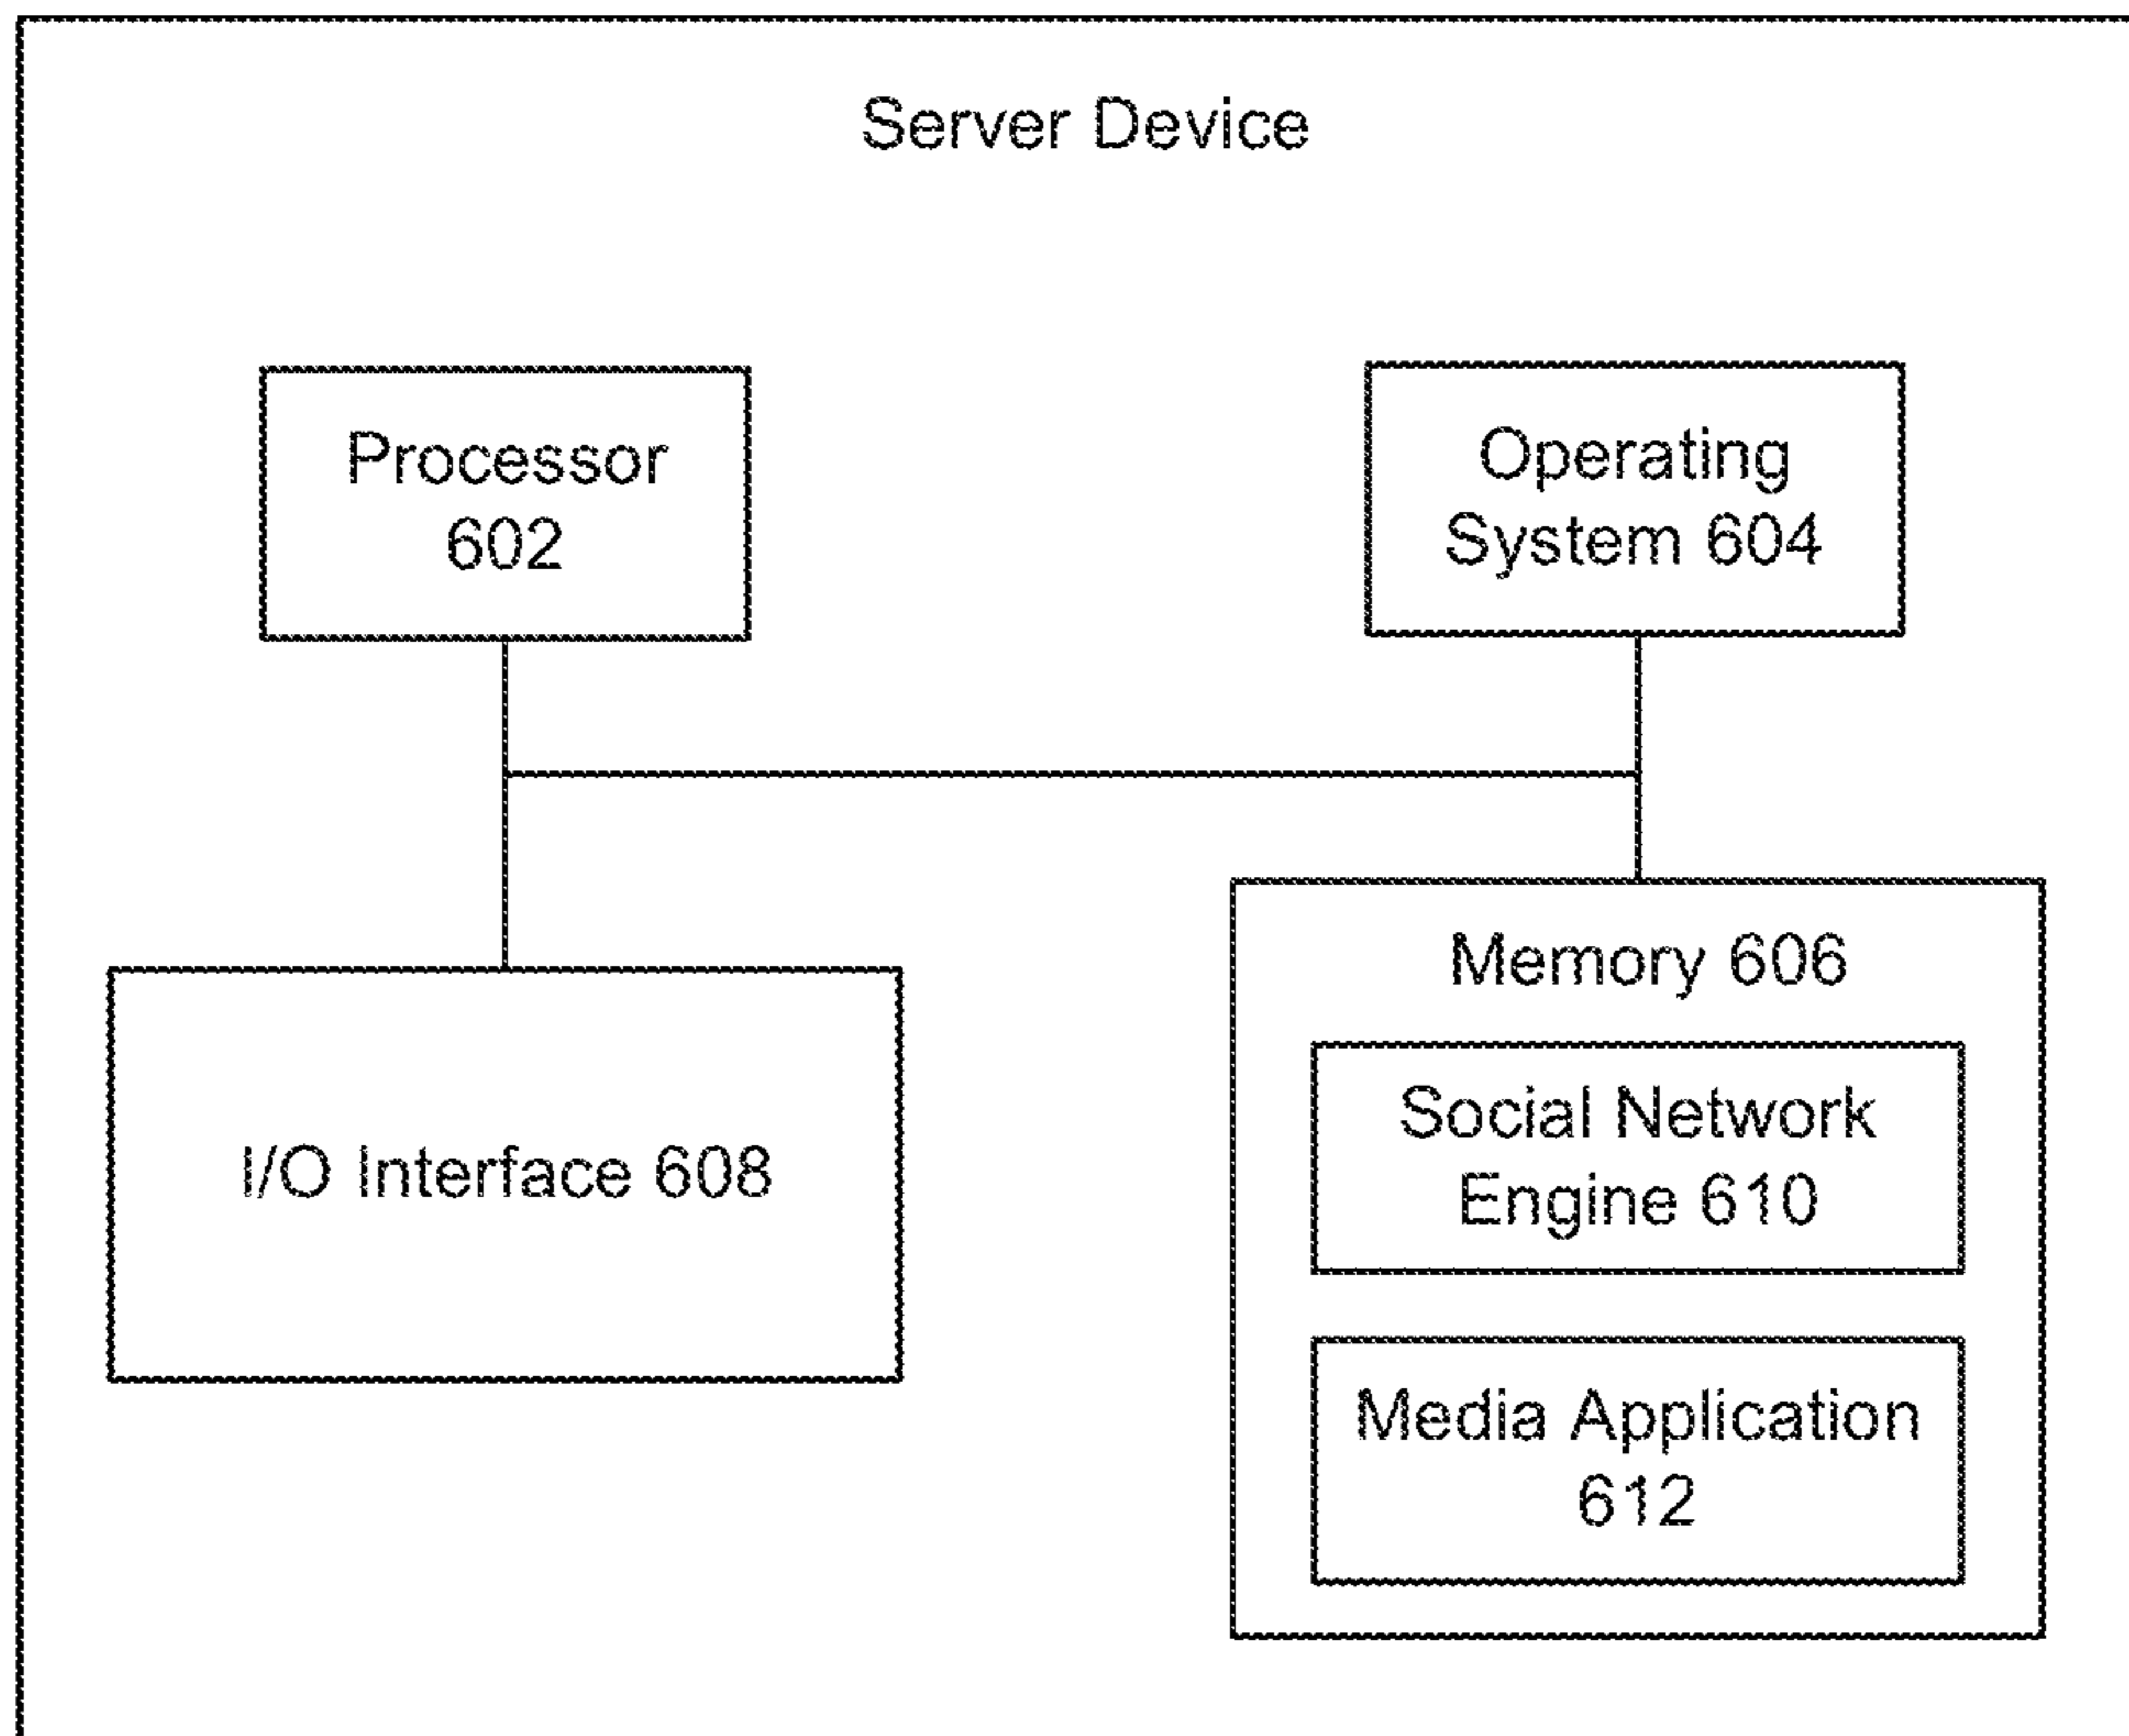 Server Device
Processor
602
Operating
System 604
I/O Interface 608
Memory 606
Social Network
Engine 610
Media Application
612